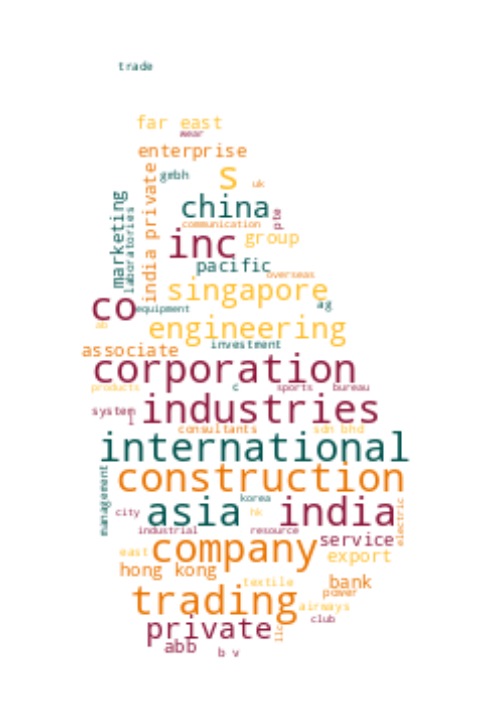 trade
far east
wear
enterprise
gmbh
s
uk
india private
marketing
laboratories
china
pte
communication
inc
group
pacific
overseas
singapore
co
equipment
ag
ab
engineering
investment
associate
corporation
products
c
sports
bureau
system
l
industries
consultants
sdn bhd
international
management
construction
korea
city
asia
hk
india
electric
industrial
resource
service
east
company
export
hong kong
textile
bank
power
trading
airways
club
private
llc
abb
b v